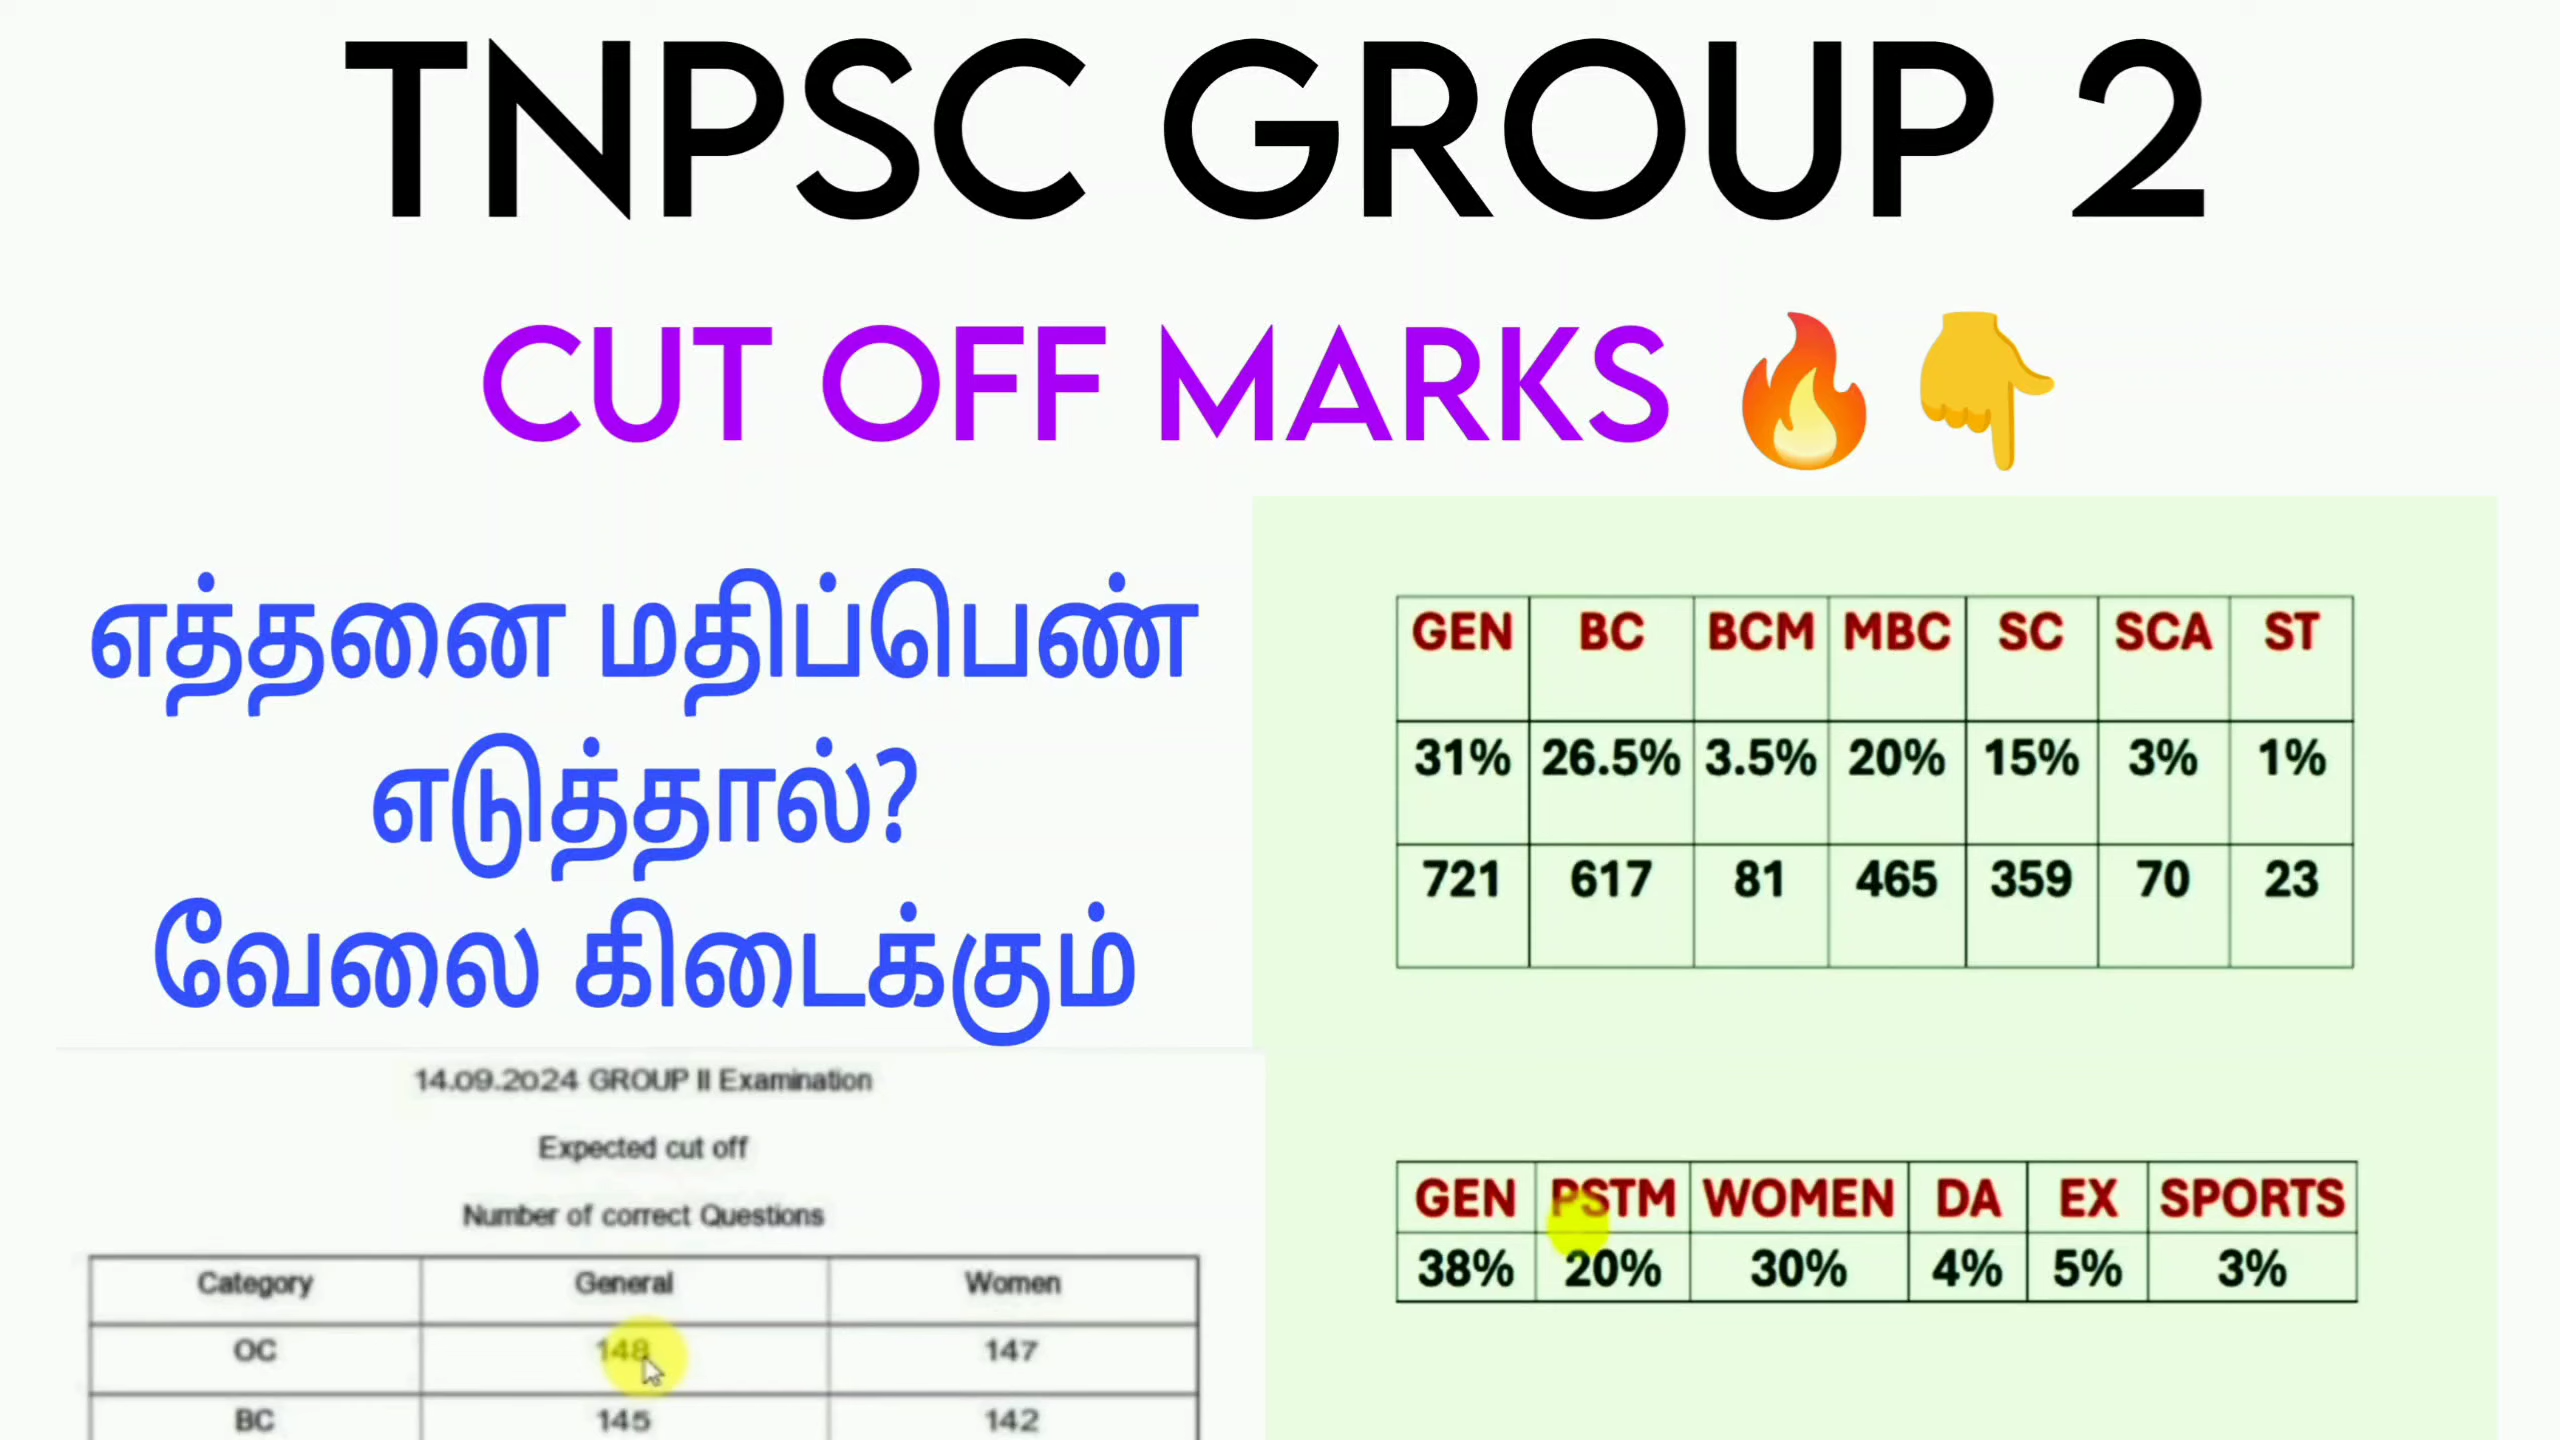 TNPSC GROUP 2
CUT OFF MARKS 🔥👇
எத்தனை மதிப்பெண்
எடுத்தால்?
வேலை கிடைக்கும்
GEN BC BCM MBC SC SCA ST
31% 26.5% 3.5% 20% 15% 3% 1%
721 617 81 465 359 70 23
GEN PSTM WOMEN DA EX SPORTS
38% 20% 30% 4% 5% 3%
14.09.2024 GROUP II Examination
Expected cut off
Number of correct Questions
Category General Women
OC 148 147
BC 145 142